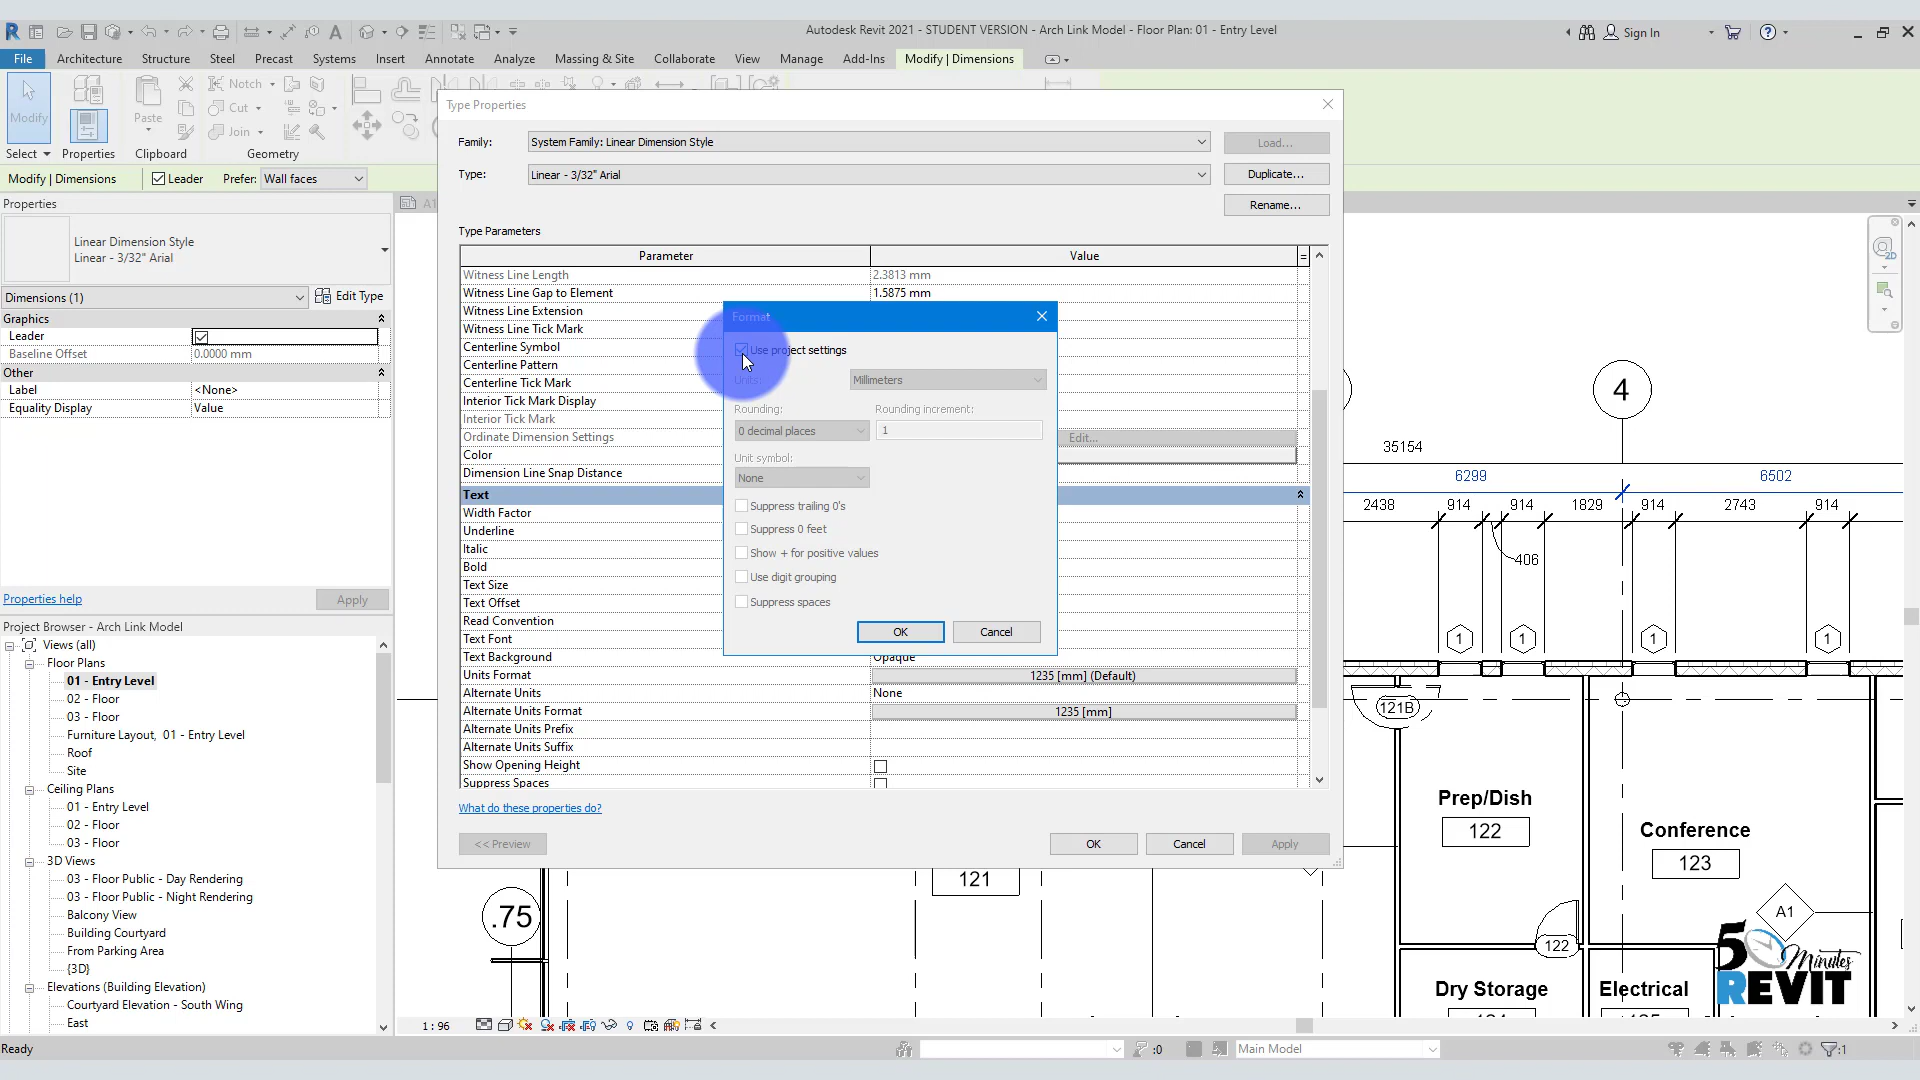 Autodesk Revit 2021 - STUDENT VERSION - Arch Link Model - Floor Plan: 01 - Entry Level
Sign In
File Architecture Structure Steel Precast Systems Insert Annotate Analyze Massing & Site Collaborate View Manage Add-Ins Modify | Dimensions
Modify
Paste
Notch
Cut
Join
Select Properties Clipboard Geometry
Modify | Dimensions Leader Prefer: Wall faces
Properties
Linear Dimension Style
Linear - 3/32" Arial
Dimensions (1) Edit Type
Graphics
Leader
Baseline Offset 0.0000 mm
Other
Label <None>
Equality Display Value
Properties help Apply
Project Browser - Arch Link Model
Views (all)
Floor Plans
01 - Entry Level
02 - Floor
03 - Floor
Furniture Layout, 01 - Entry Level
Roof
Site
Ceiling Plans
01 - Entry Level
02 - Floor
03 - Floor
3D Views
03 - Floor Public - Day Rendering
03 - Floor Public - Night Rendering
Balcony View
Building Courtyard
From Parking Area
{3D}
Elevations (Building Elevation)
Courtyard Elevation - South Wing
East
Ready
Type Properties
Family: System Family: Linear Dimension Style Load...
Type: Linear - 3/32" Arial Duplicate...
Rename...
Type Parameters
Parameter Value =
Witness Line Length 2.3813 mm
Witness Line Gap to Element 1.5875 mm
Witness Line Extension
Witness Line Tick Mark
Centerline Symbol
Centerline Pattern
Centerline Tick Mark
Interior Tick Mark Display
Interior Tick Mark
Ordinate Dimension Settings Edit...
Color
Dimension Line Snap Distance
Text
Width Factor
Underline
Italic
Bold
Text Size
Text Offset
Read Convention
Text Font
Text Background Opaque
Units Format 1235 [mm] (Default)
Alternate Units None
Alternate Units Format 1235 [mm]
Alternate Units Prefix
Alternate Units Suffix
Show Opening Height
Suppress Spaces
What do these properties do?
<< Preview OK Cancel Apply
Format
Use project settings
Units: Millimeters
Rounding: Rounding increment:
0 decimal places 1
Unit symbol:
None
Suppress trailing 0's
Suppress 0 feet
Show + for positive values
Use digit grouping
Suppress spaces
OK Cancel
2D
4
35154
6299 6502
2438 914 914 1829 914 2743 914
406
1 1 1 1
121B
Prep/Dish
122
Conference
123
121
.75
A1
122
Dry Storage
Electrical
5 Minutes
REVIT
1 : 96
:0 Main Model :1